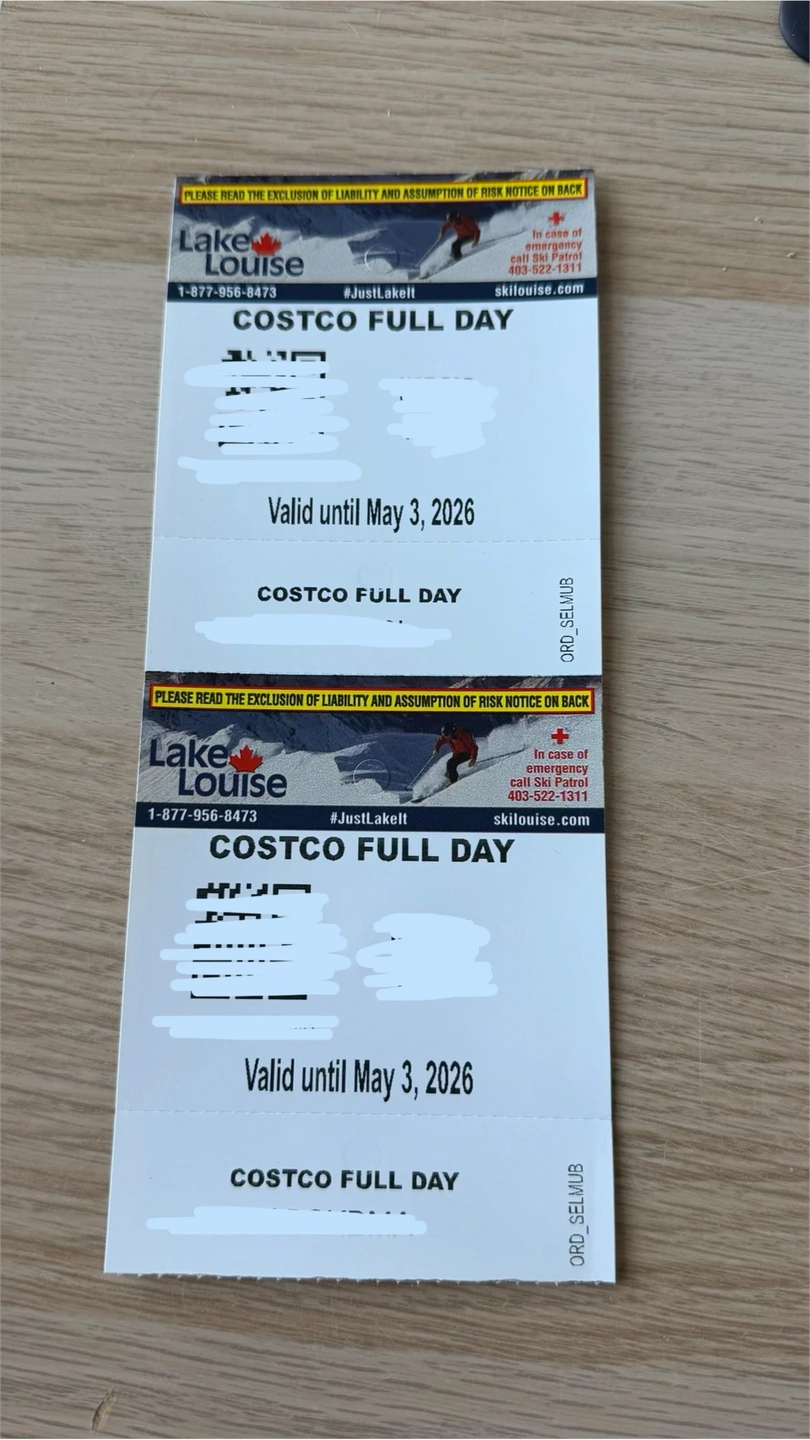 PLEASE READ THE EXCLUSION OF LIABILITY AND ASSUMPTION OF RISK NOTICE ON BACK
Lake
Louise
In case of
emergency
call Ski Patrol
403-522-1311
1-877-956-8473 #JustLakeIt skilouise.com
COSTCO FULL DAY
Valid until May 3, 2026
COSTCO FULL DAY
ORD_SELMUB
PLEASE READ THE EXCLUSION OF LIABILITY AND ASSUMPTION OF RISK NOTICE ON BACK
Lake
Louise
In case of
emergency
call Ski Patrol
403-522-1311
1-877-956-8473 #JustLakeIt skilouise.com
COSTCO FULL DAY
Valid until May 3, 2026
COSTCO FULL DAY
ORD_SELMUB